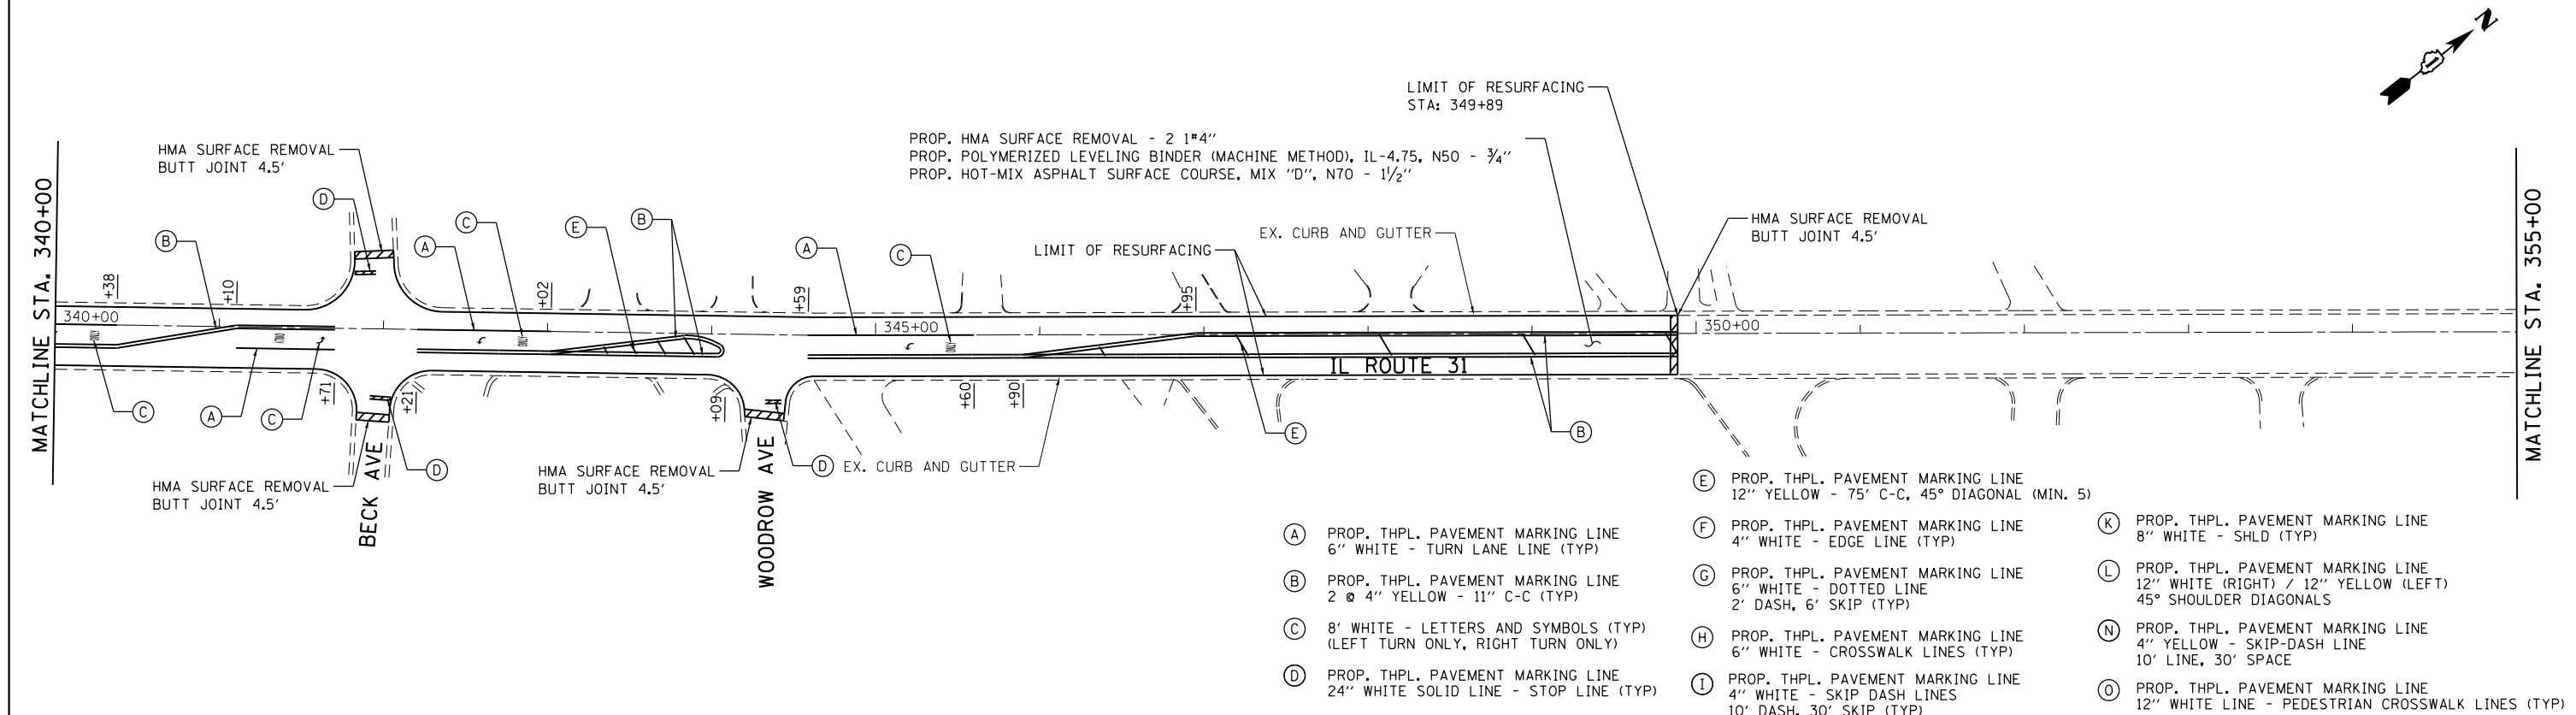 N
LIMIT OF RESURFACING
STA: 349+89
PROP. HMA SURFACE REMOVAL - 2 1#4"
PROP. POLYMERIZED LEVELING BINDER (MACHINE METHOD), IL-4.75, N50 - 3/4"
PROP. HOT-MIX ASPHALT SURFACE COURSE, MIX "D", N70 - 1 1/2"
HMA SURFACE REMOVAL
BUTT JOINT 4.5'
D
B
C
A
E
B
A
C
EX. CURB AND GUTTER
LIMIT OF RESURFACING
HMA SURFACE REMOVAL
BUTT JOINT 4.5'
MATCHLINE STA. 340+00
MATCHLINE STA. 355+00
+38
+10
+02
+59
+95
340+00
345+00
350+00
ONLY
ONLY
ONLY
ONLY
IL ROUTE 31
+71
+21
+09
+60
+90
C
A
C
D
D
E
B
EX. CURB AND GUTTER
HMA SURFACE REMOVAL
BUTT JOINT 4.5'
BECK AVE
HMA SURFACE REMOVAL
BUTT JOINT 4.5'
WOODROW AVE
A PROP. THPL. PAVEMENT MARKING LINE
6" WHITE - TURN LANE LINE (TYP)
B PROP. THPL. PAVEMENT MARKING LINE
2 @ 4" YELLOW - 11" C-C (TYP)
C 8' WHITE - LETTERS AND SYMBOLS (TYP)
(LEFT TURN ONLY, RIGHT TURN ONLY)
D PROP. THPL. PAVEMENT MARKING LINE
24" WHITE SOLID LINE - STOP LINE (TYP)
E PROP. THPL. PAVEMENT MARKING LINE
12" YELLOW - 75' C-C, 45° DIAGONAL (MIN. 5)
F PROP. THPL. PAVEMENT MARKING LINE
4" WHITE - EDGE LINE (TYP)
G PROP. THPL. PAVEMENT MARKING LINE
6" WHITE - DOTTED LINE
2' DASH, 6' SKIP (TYP)
H PROP. THPL. PAVEMENT MARKING LINE
6" WHITE - CROSSWALK LINES (TYP)
I PROP. THPL. PAVEMENT MARKING LINE
4" WHITE - SKIP DASH LINES
10' DASH, 30' SKIP (TYP)
K PROP. THPL. PAVEMENT MARKING LINE
8" WHITE - SHLD (TYP)
L PROP. THPL. PAVEMENT MARKING LINE
12" WHITE (RIGHT) / 12" YELLOW (LEFT)
45° SHOULDER DIAGONALS
N PROP. THPL. PAVEMENT MARKING LINE
4" YELLOW - SKIP-DASH LINE
10' LINE, 30' SPACE
O PROP. THPL. PAVEMENT MARKING LINE
12" WHITE LINE - PEDESTRIAN CROSSWALK LINES (TYP)